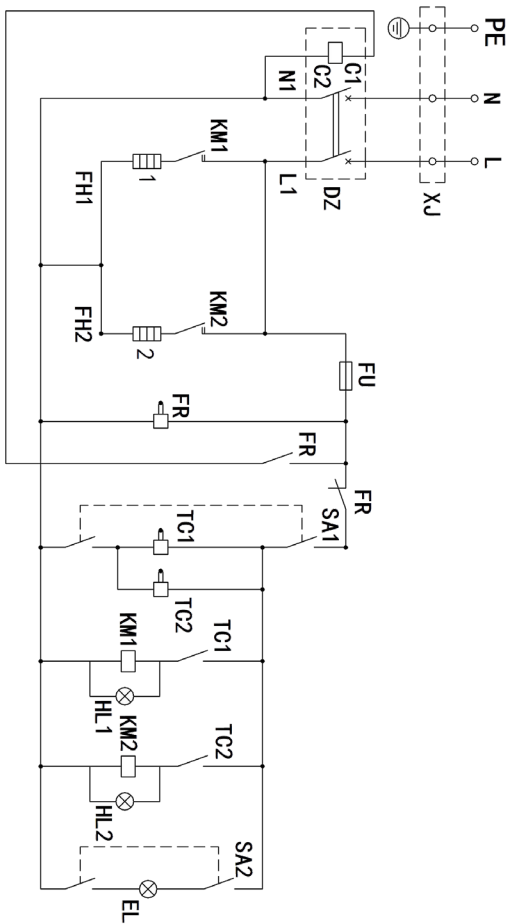 PE
N
L
XJ
C1
C2
N1
L1
DZ
KM1
FH1
1
KM2
FH2
2
FU
FR
FR
FR
SA1
TC1
TC2
KM1
TC1
HL1
KM2
TC2
HL2
SA2
EL